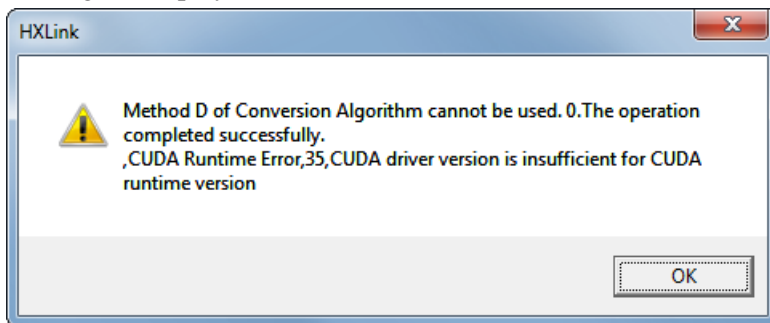 HXLink
Method D of Conversion Algorithm cannot be used. 0.The operation
completed successfully.
,CUDA Runtime Error,35,CUDA driver version is insufficient for CUDA
runtime version
OK